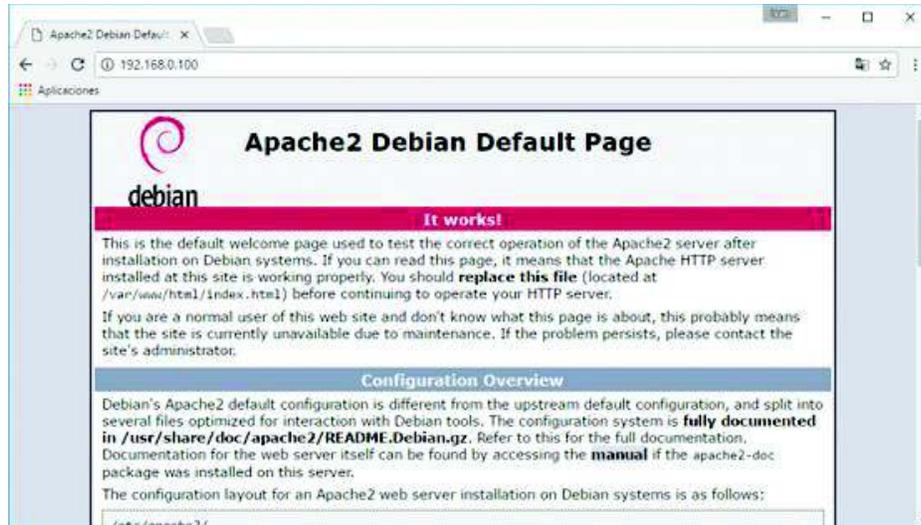 Apache2 Debian Default
192.168.0.100
Aplicaciones
debian
Apache2 Debian Default Page
It works!
This is the default welcome page used to test the correct operation of the Apache2 server after
installation on Debian systems. If you can read this page, it means that the Apache HTTP server
installed at this site is working properly. You should replace this file (located at
/var/www/html/index.html) before continuing to operate your HTTP server.
If you are a normal user of this web site and don't know what this page is about, this probably means
that the site is currently unavailable due to maintenance. If the problem persists, please contact the
site's administrator.
Configuration Overview
Debian's Apache2 default configuration is different from the upstream default configuration, and split into
several files optimized for interaction with Debian tools. The configuration system is fully documented
in /usr/share/doc/apache2/README.Debian.gz. Refer to this for the full documentation.
Documentation for the web server itself can be found by accessing the manual if the apache2-doc
package was installed on this server.
The configuration layout for an Apache2 web server installation on Debian systems is as follows:
/etc/apache2/